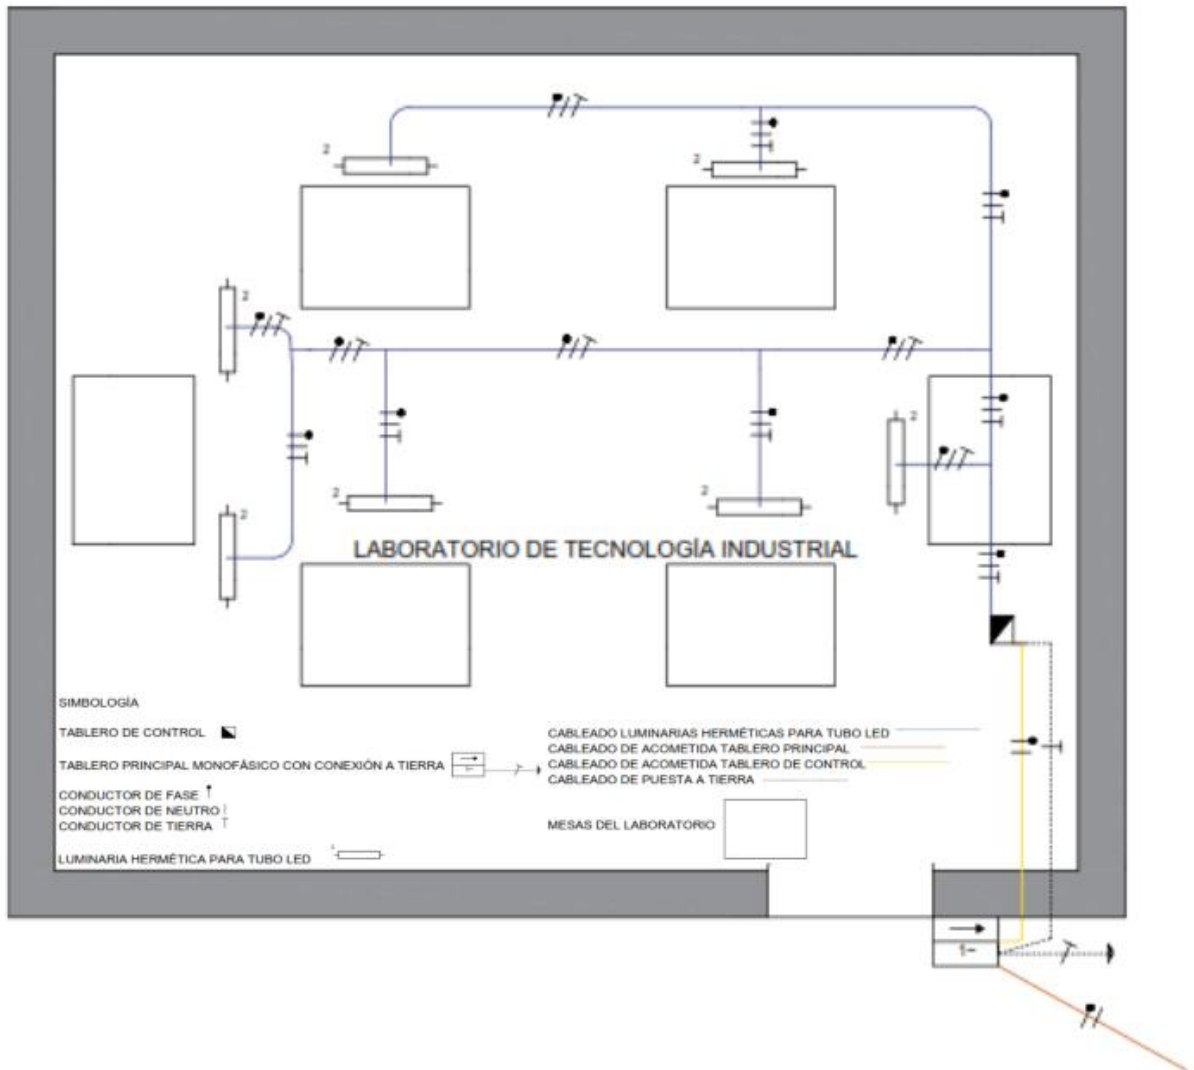 2
2
2
2
2
2
2
2
LABORATORIO DE TECNOLOGÍA INDUSTRIAL
SIMBOLOGÍA
TABLERO DE CONTROL
TABLERO PRINCIPAL MONOFÁSICO CON CONEXIÓN A TIERRA
CONDUCTOR DE FASE
CONDUCTOR DE NEUTRO
CONDUCTOR DE TIERRA
LUMINARIA HERMÉTICA PARA TUBO LED
CABLEADO LUMINARIAS HERMÉTICAS PARA TUBO LED
CABLEADO DE ACOMETIDA TABLERO PRINCIPAL
CABLEADO DE ACOMETIDA TABLERO DE CONTROL
CABLEADO DE PUESTA A TIERRA
MESAS DEL LABORATORIO
1~